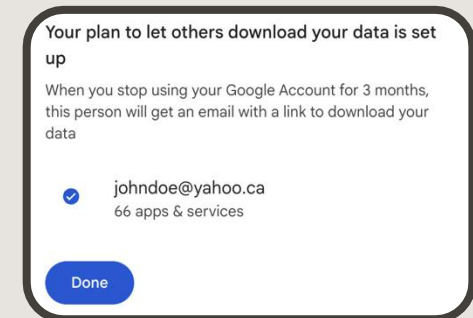 Your plan to let others download your data is set
up
When you stop using your Google Account for 3 months,
this person will get an email with a link to download your
data
johndoe@yahoo.ca
66 apps & services
Done